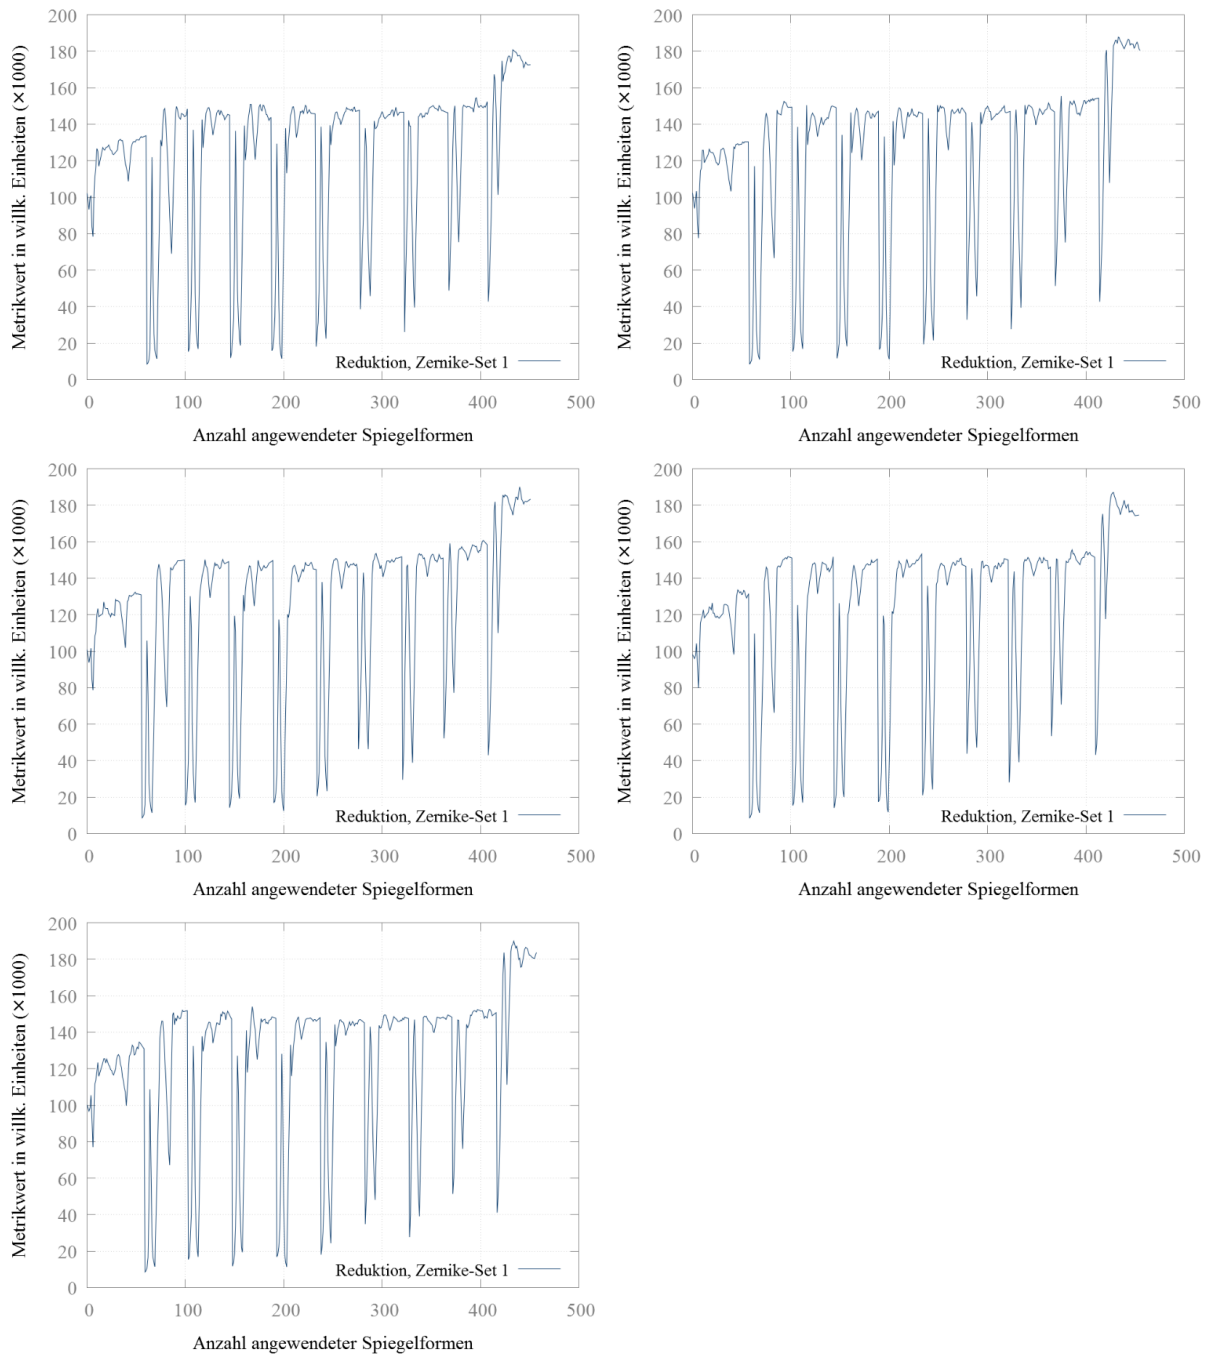 Metrikwert in willk. Einheiten (×1000)
200
180
160
140
120
100
80
60
40
20
0
Reduktion, Zernike-Set 1
0 100 200 300 400 500
Anzahl angewendeter Spiegelformen
Metrikwert in willk. Einheiten (×1000)
200
180
160
140
120
100
80
60
40
20
0
Reduktion, Zernike-Set 1
0 100 200 300 400 500
Anzahl angewendeter Spiegelformen
Metrikwert in willk. Einheiten (×1000)
200
180
160
140
120
100
80
60
40
20
0
Reduktion, Zernike-Set 1
0 100 200 300 400 500
Anzahl angewendeter Spiegelformen
Metrikwert in willk. Einheiten (×1000)
200
180
160
140
120
100
80
60
40
20
0
Reduktion, Zernike-Set 1
0 100 200 300 400 500
Anzahl angewendeter Spiegelformen
Metrikwert in willk. Einheiten (×1000)
200
180
160
140
120
100
80
60
40
20
0
Reduktion, Zernike-Set 1
0 100 200 300 400 500
Anzahl angewendeter Spiegelformen